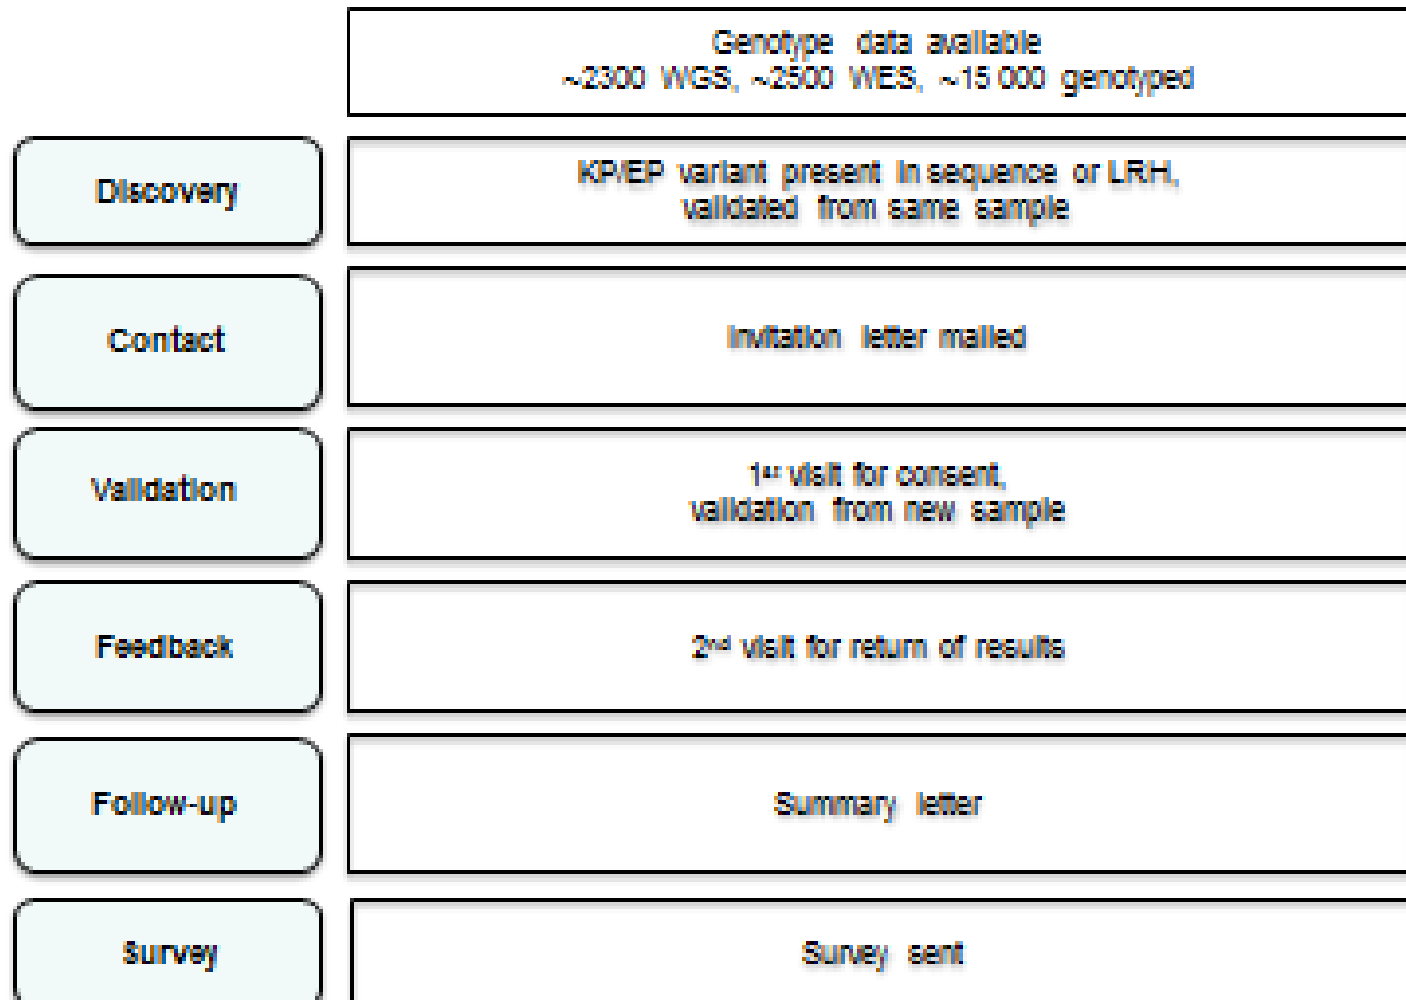 Genotype data available
~2300 WGS, ~2500 WES, ~15 000 genotyped
Discovery
KP/EP variant present in sequence or LRH,
validated from same sample
Contact
Invitation letter mailed
Validation
1st visit for consent,
validation from new sample
Feedback
2nd visit for return of results
Follow-up
Summary letter
Survey
Survey sent